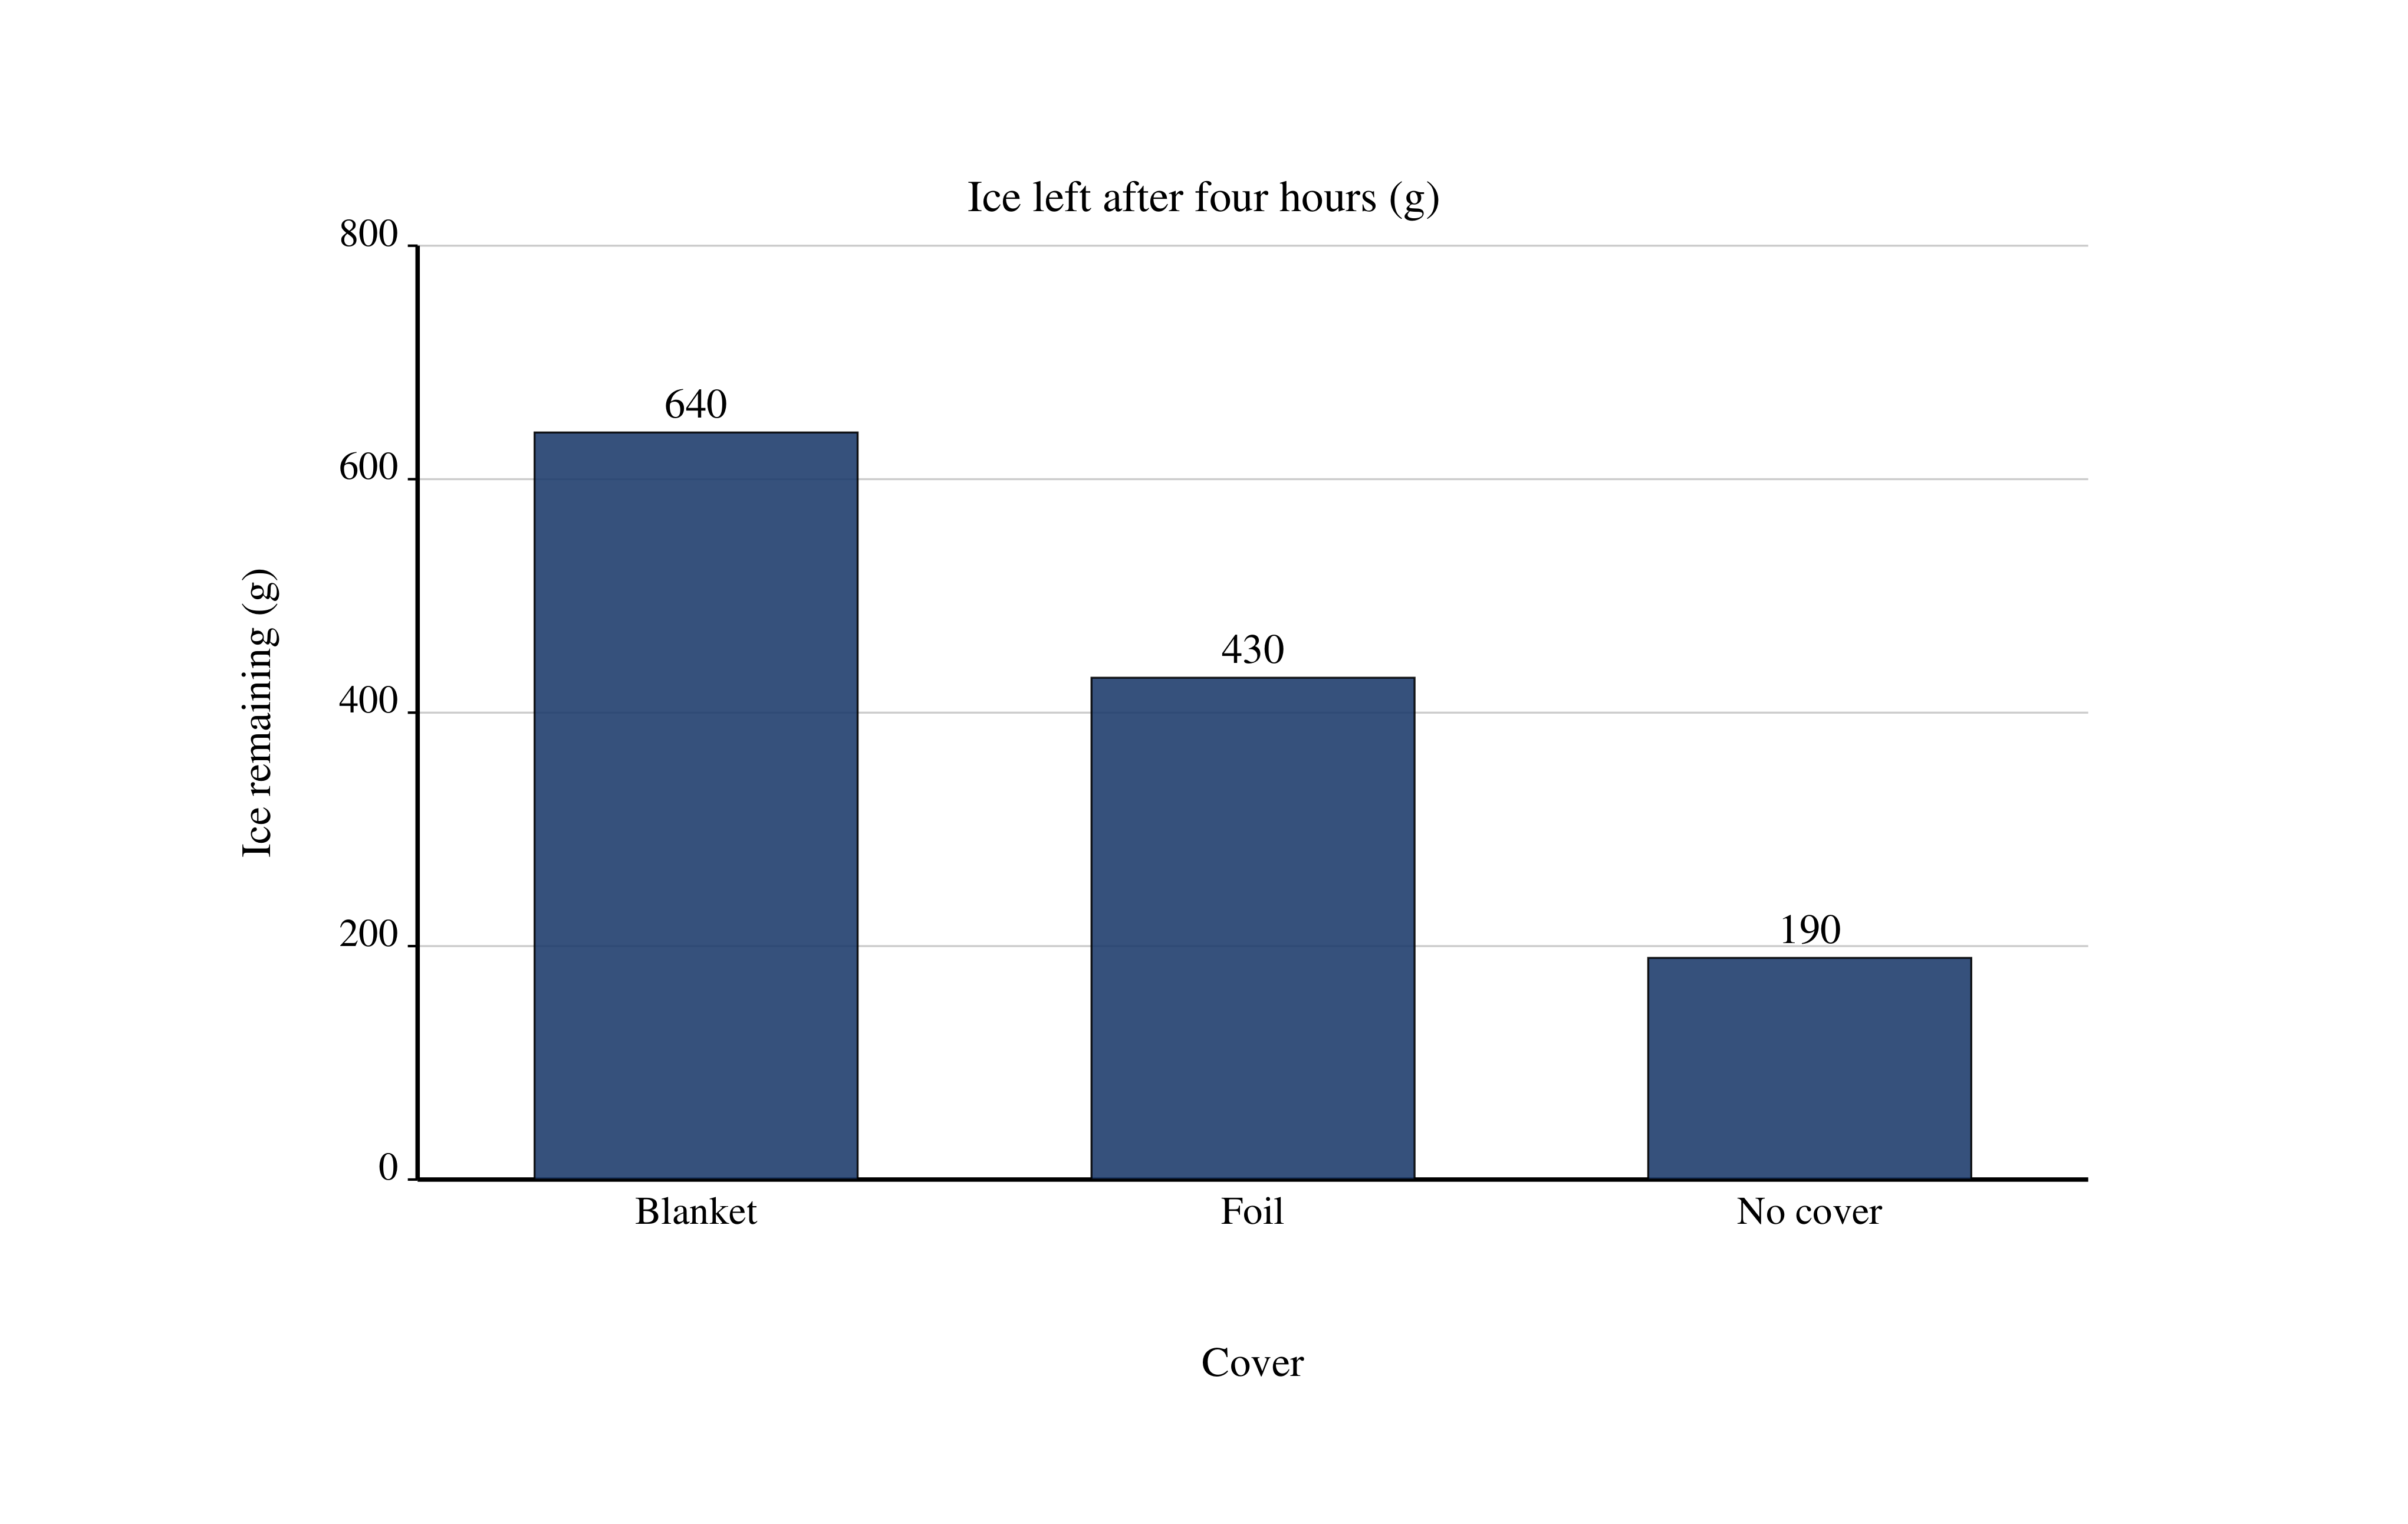 Ice left after four hours (g)
800
600
400
200
0
Ice remaining (g)
640
430
190
Blanket
Foil
No cover
Cover